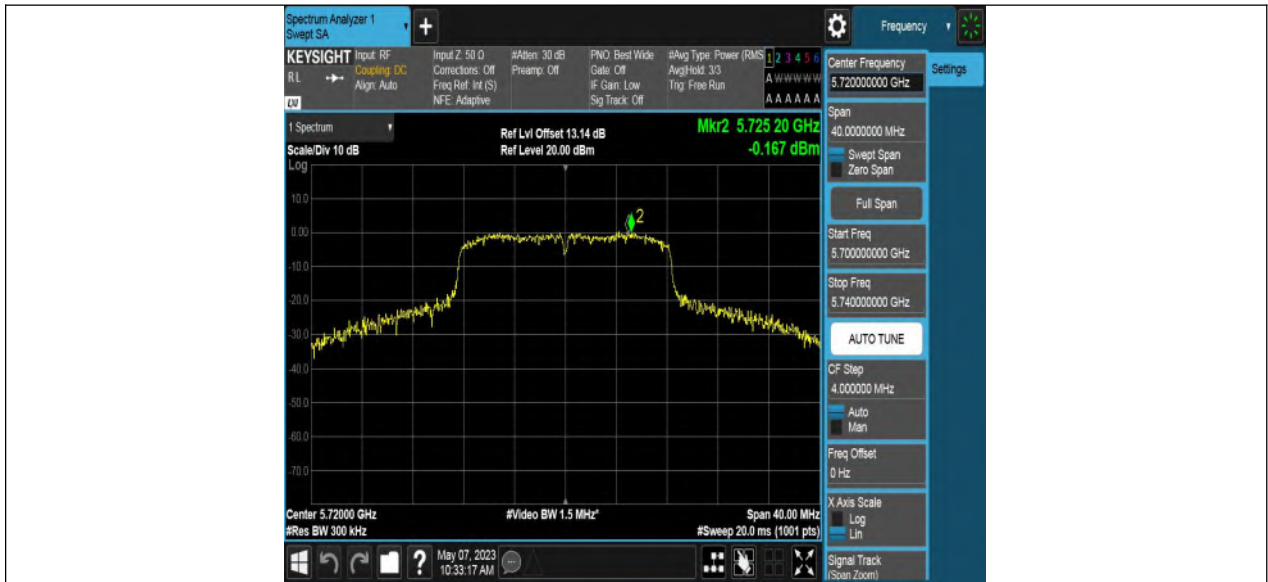 Spectrum Analyzer 1
Swept SA
+
Frequency
KEYSIGHT
RL
LXI
Input: RF
Coupling: DC
Align: Auto
Input Z: 50 Ω
Corrections: Off
Freq Ref: Int (S)
NFE: Adaptive
#Atten: 30 dB
Preamp: Off
PNO: Best Wide
Gate: Off
IF Gain: Low
Sig Track: Off
#Avg Type: Power (RMS
Avg|Hold: 3/3
Trig: Free Run
1 2 3 4 5 6
A W W W W W
A A A A A A
1 Spectrum
Scale/Div 10 dB
Log
Ref Lvl Offset 13.14 dB
Ref Level 20.00 dBm
Mkr2 5.725 20 GHz
-0.167 dBm
10.0
0.00
-10.0
-20.0
-30.0
-40.0
-50.0
-60.0
-70.0
2
Center 5.72000 GHz
#Res BW 300 kHz
#Video BW 1.5 MHz*
Span 40.00 MHz
#Sweep 20.0 ms (1001 pts)
Center Frequency
5.720000000 GHz
Settings
Span
40.0000000 MHz
Swept Span
Zero Span
Full Span
Start Freq
5.700000000 GHz
Stop Freq
5.740000000 GHz
AUTO TUNE
CF Step
4.000000 MHz
Auto
Man
Freq Offset
0 Hz
X Axis Scale
Log
Lin
Signal Track
(Span Zoom)
?
May 07, 2023
10:33:17 AM